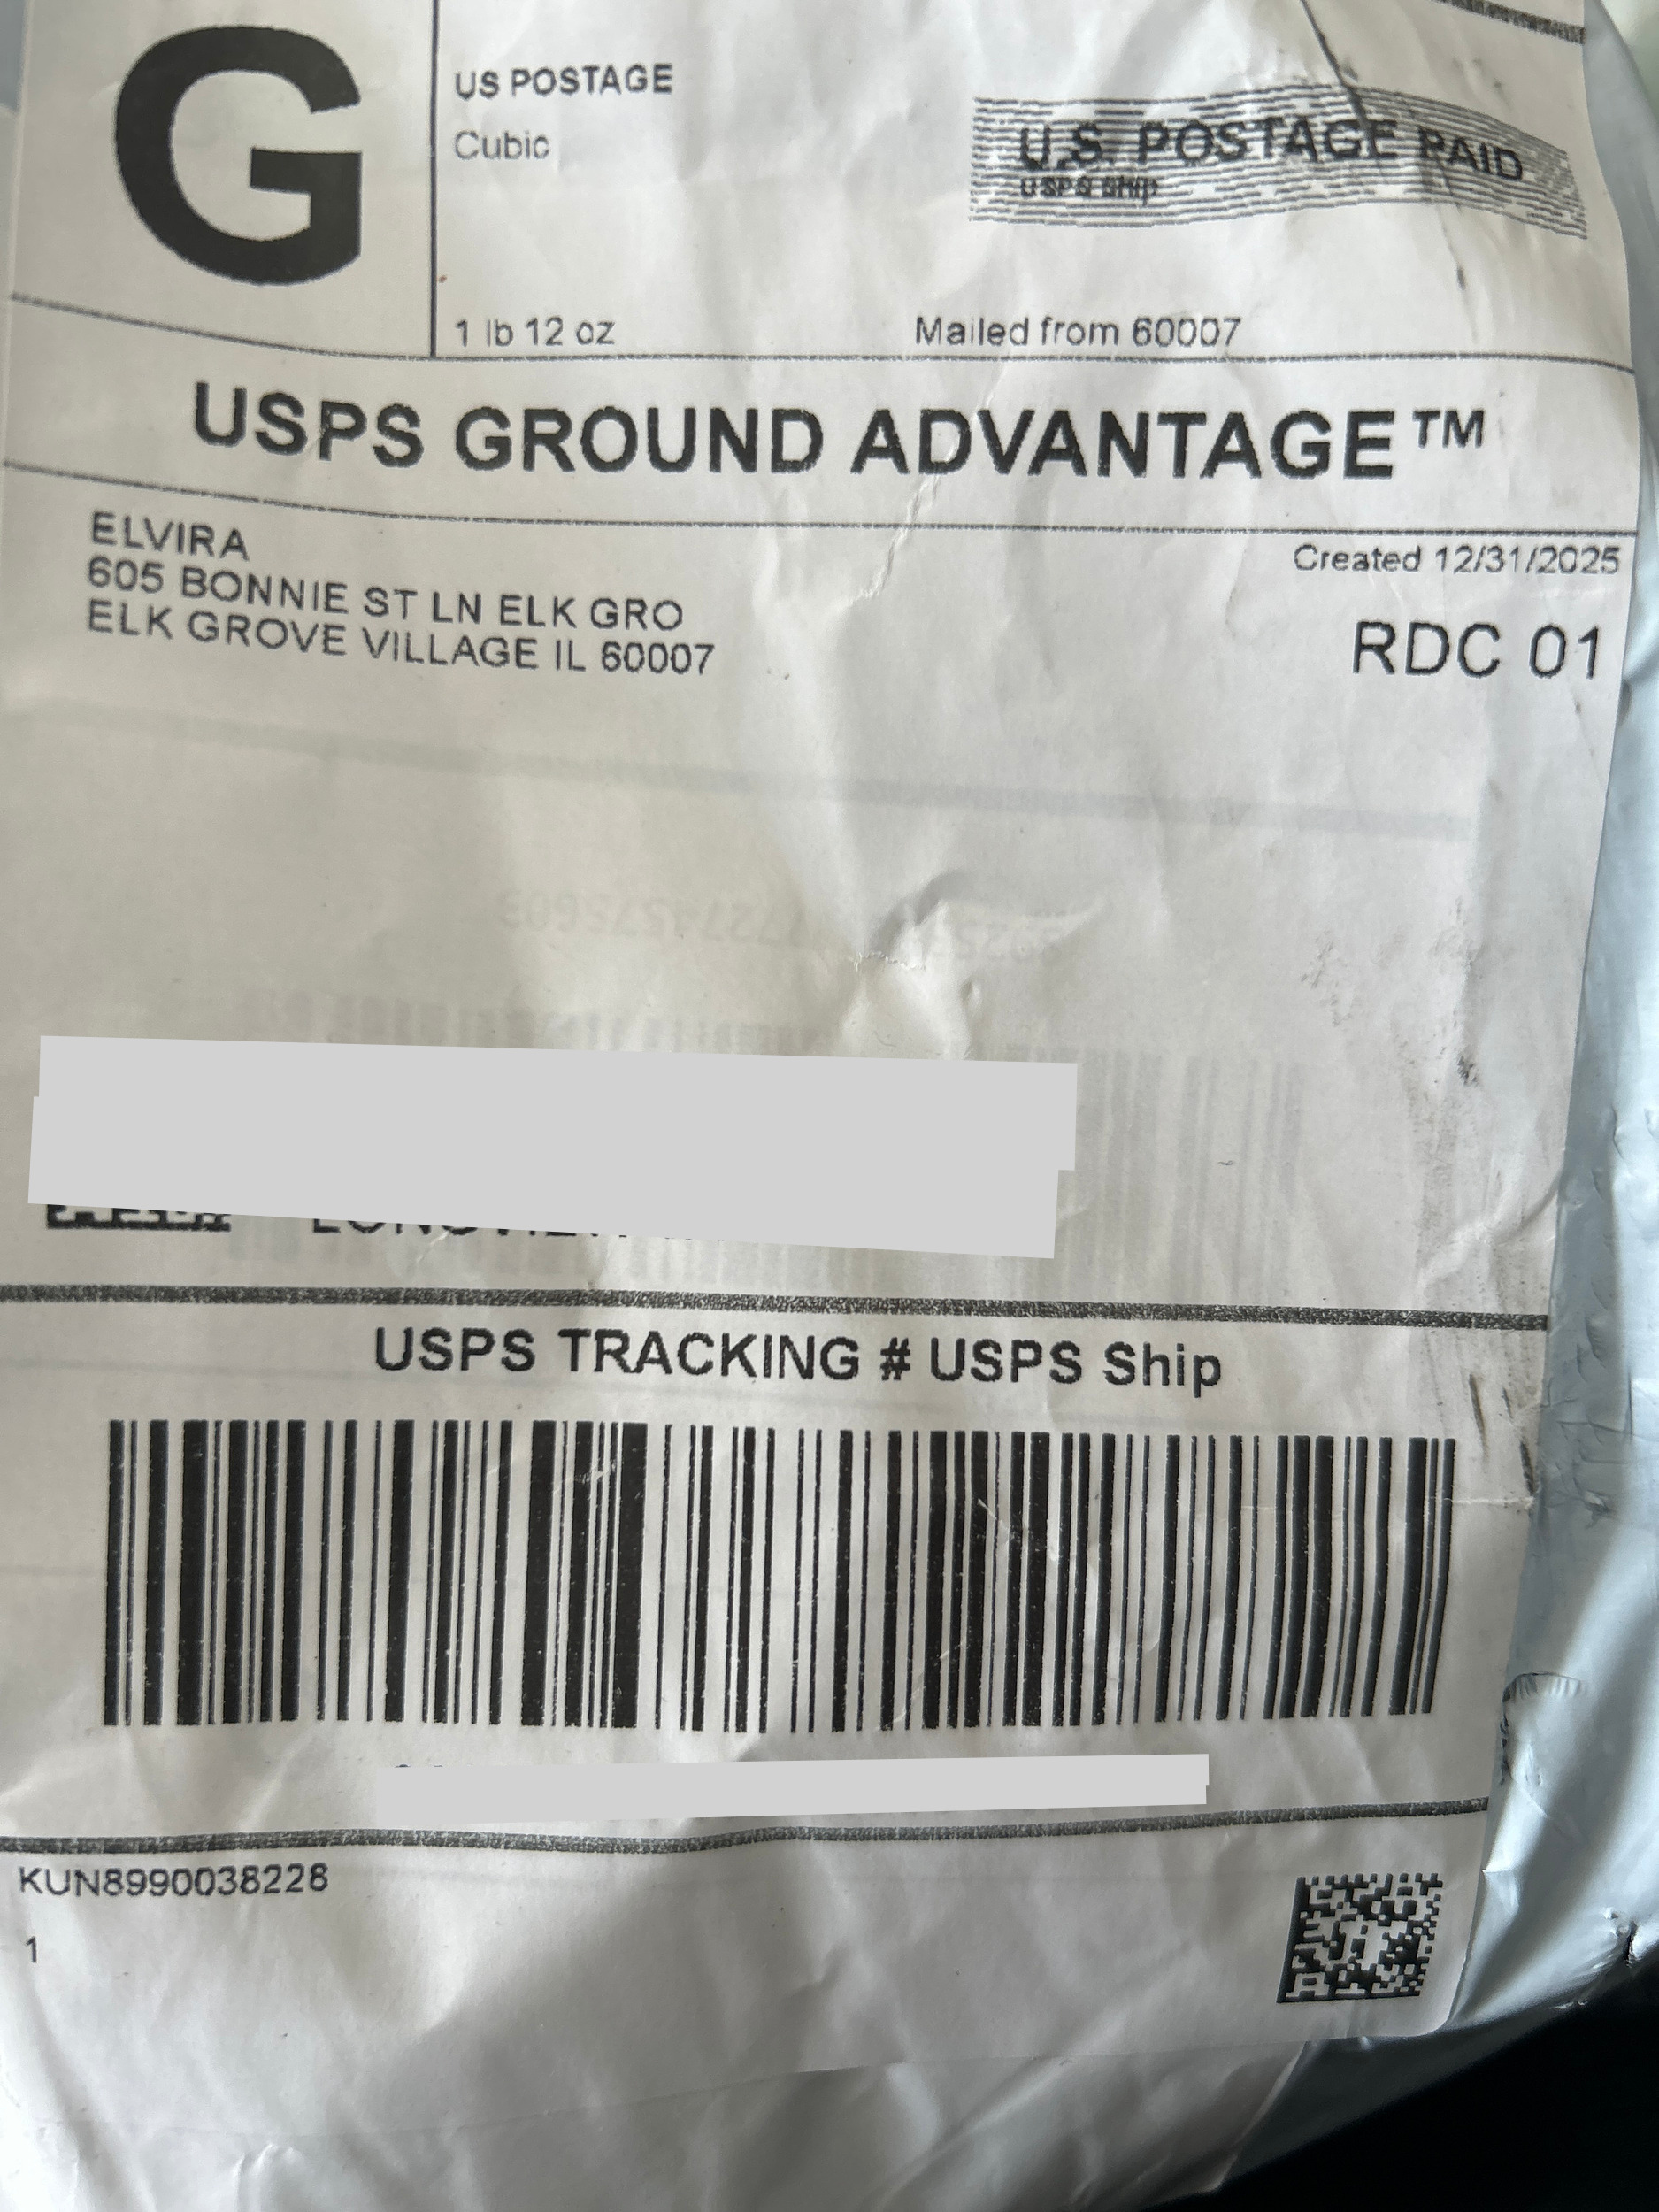 G
US POSTAGE
Cubic
U.S. POSTAGE PAID
USPS Ship
1 lb 12 oz
Mailed from 60007
USPS GROUND ADVANTAGE™
ELVIRA
605 BONNIE ST LN ELK GRO
ELK GROVE VILLAGE IL 60007
Created 12/31/2025
RDC 01
USPS TRACKING # USPS Ship
KUN8990038228
1